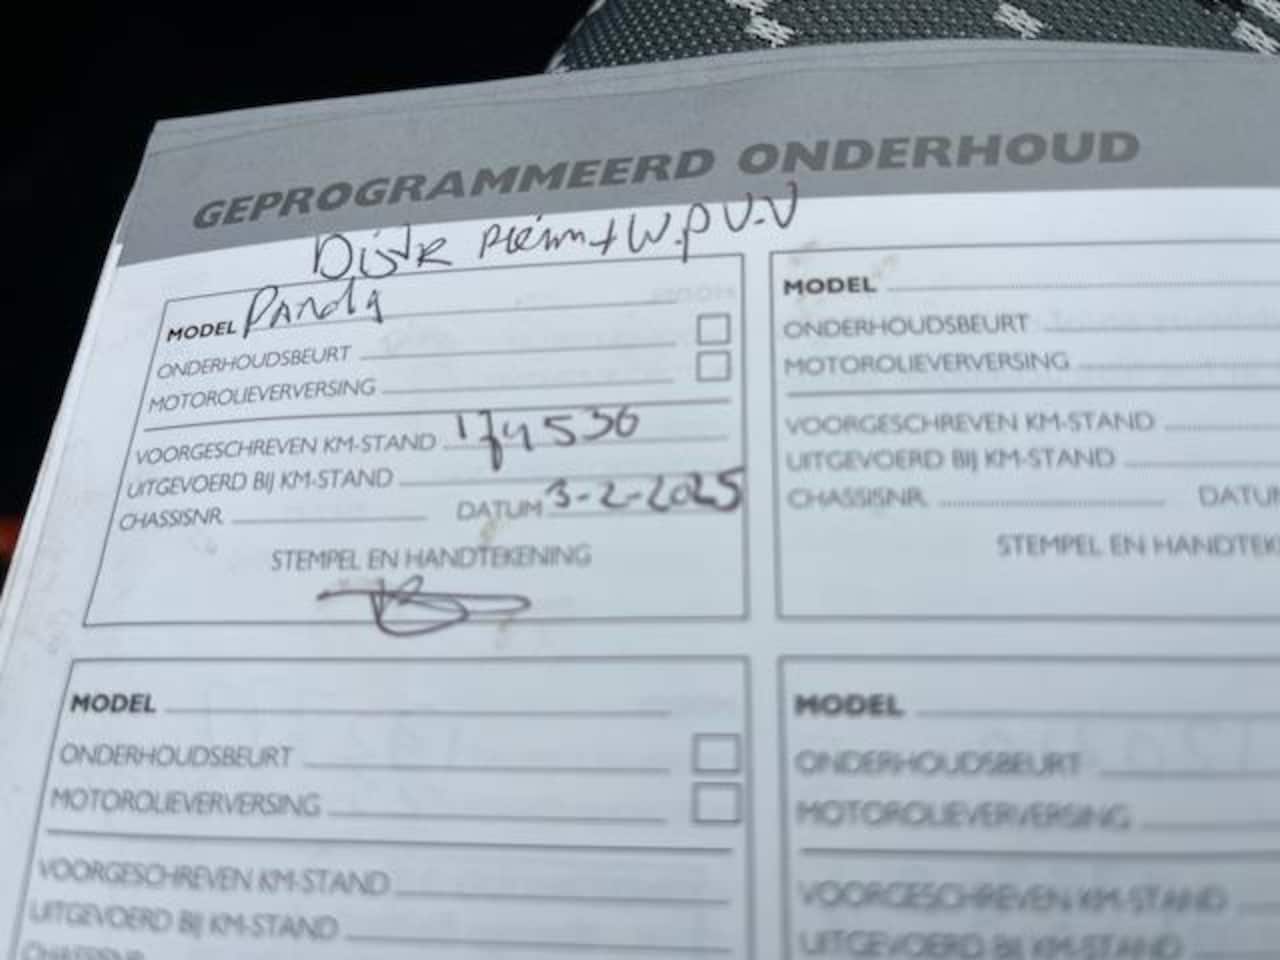 GEPROGRAMMEERD ONDERHOUD
Distr Riem + W.P V.V
MODEL Panda
ONDERHOUDSBEURT
MOTOROLIEVERVERSING
VOORGESCHREVEN KM-STAND 174536
UITGEVOERD BIJ KM-STAND
CHASSISNR. DATUM 3-2-2025
STEMPEL EN HANDTEKENING
MODEL
ONDERHOUDSBEURT
MOTOROLIEVERVERSING
VOORGESCHREVEN KM-STAND
UITGEVOERD BIJ KM-STAND
CHASSISNR.
STEMPEL EN HANDTEK
MODEL
ONDERHOUDSBEURT
MOTOROLIEVERVERSING
VOORGESCHREVEN KM-STAND
UITGEVOERD BIJ KM-STAND
MODEL
ONDERHOUDSBEURT
MOTOROLIEVERVERSING
VOORGESCHREVEN KM-STAND
UITGEVOERD BIJ KM-STAND